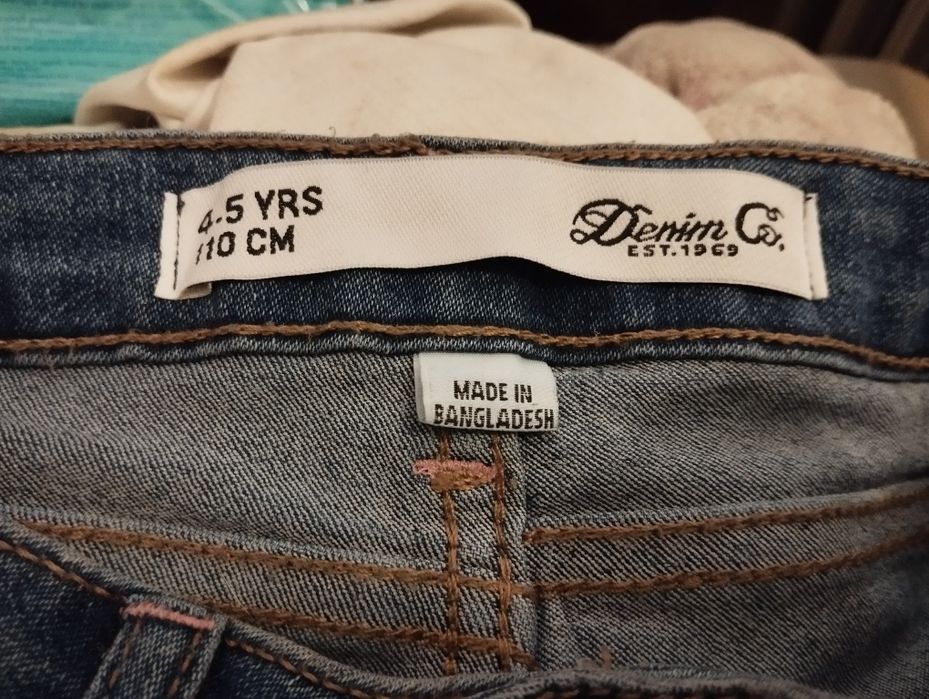 4-5 YRS
110 CM
Denim Co.
EST. 1969
MADE IN
BANGLADESH